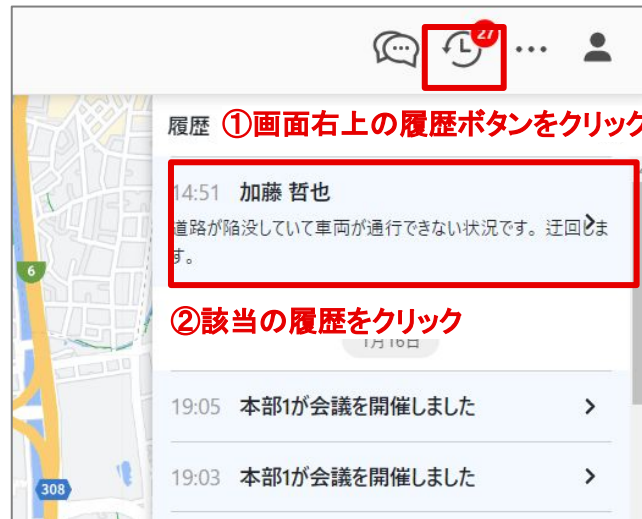 27
履歴 ①画面右上の履歴ボタンをクリック
14:51 加藤 哲也
道路が陥没していて車両が通行できない状況です。迂回しま
す。
6
②該当の履歴をクリック
1月16日
19:05 本部1が会議を開催しました
19:03 本部1が会議を開催しました
308